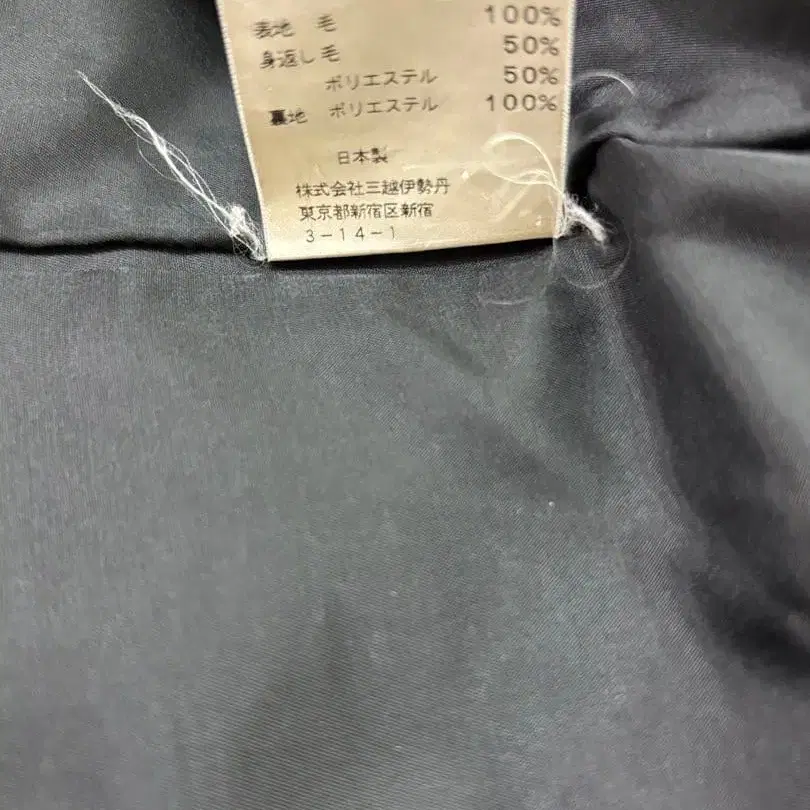 表地 毛 100%
身返し毛 50%
ポリエステル 50%
裏地 ポリエステル 100%
日本製
株式会社三越伊勢丹
東京都新宿区新宿
3-14-1